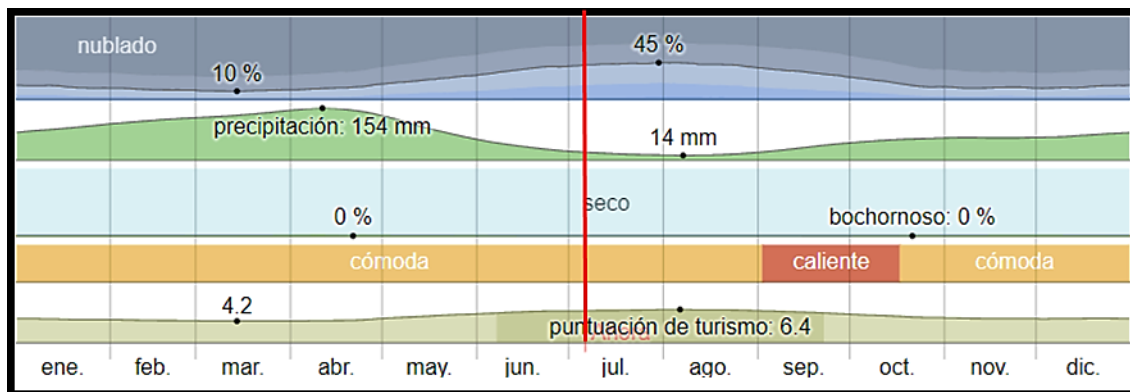 nublado
10 %
45 %
precipitación: 154 mm
14 mm
seco
0 %
bochornoso: 0 %
cómoda
caliente
cómoda
4.2
puntuación de turismo: 6.4
Ahora
ene. feb. mar. abr. may. jun. jul. ago. sep. oct. nov. dic.